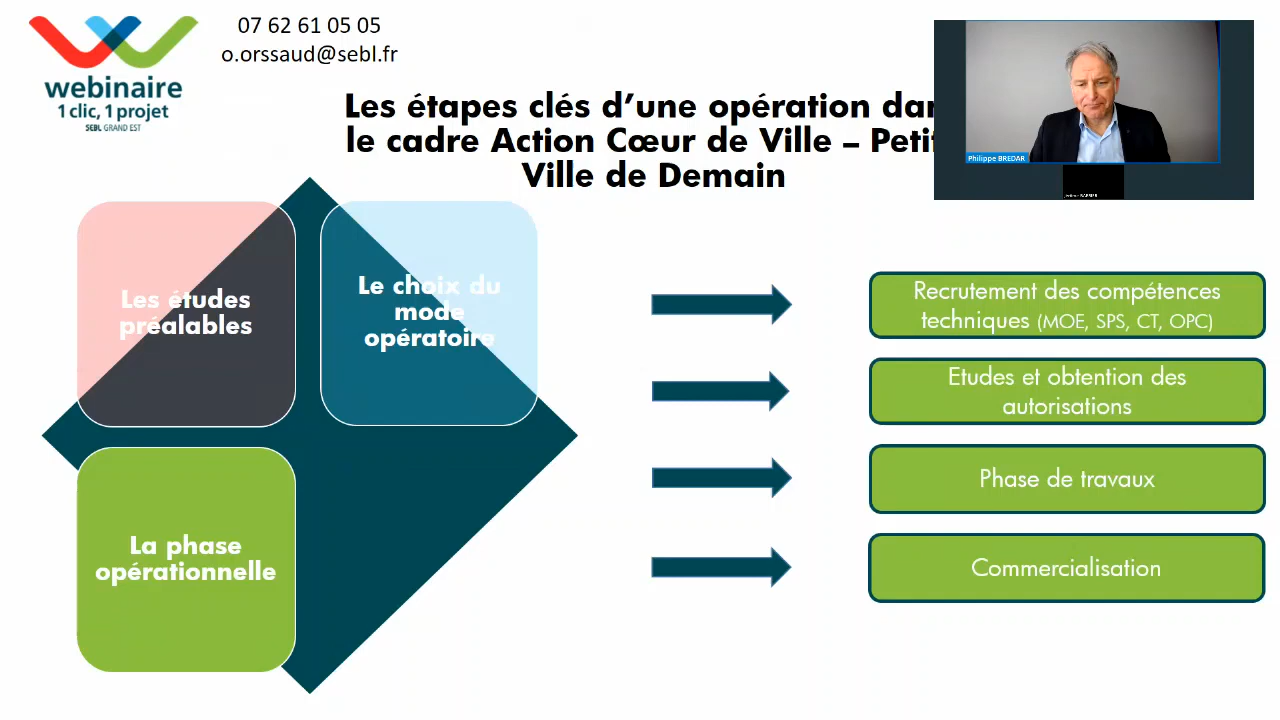 07 62 61 05 05
o.orssaud@sebl.fr
webinaire
1 clic, 1 projet
SEBL GRAND EST
Les étapes clés d’une opération dan
le cadre Action Cœur de Ville – Petit
Ville de Demain
Philippe BREDAR
Les études
préalables
Le choix du
mode
opératoire
La phase
opérationnelle
Recrutement des compétences
techniques (MOE, SPS, CT, OPC)
Etudes et obtention des
autorisations
Phase de travaux
Commercialisation